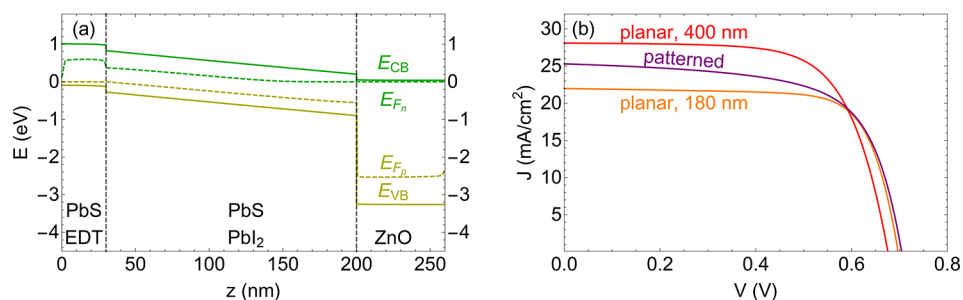 (a)
E_CB
E_Fn
E_Fp
E_VB
PbS
EDT
PbS
PbI2
ZnO
1
0
−1
−2
−3
−4
1
0
−2
−4
E (eV)
0
50
100
150
200
250
z (nm)
(b)
planar, 400 nm
patterned
planar, 180 nm
30
25
20
15
10
5
0
J (mA/cm²)
0.0
0.2
0.4
0.6
0.8
V (V)